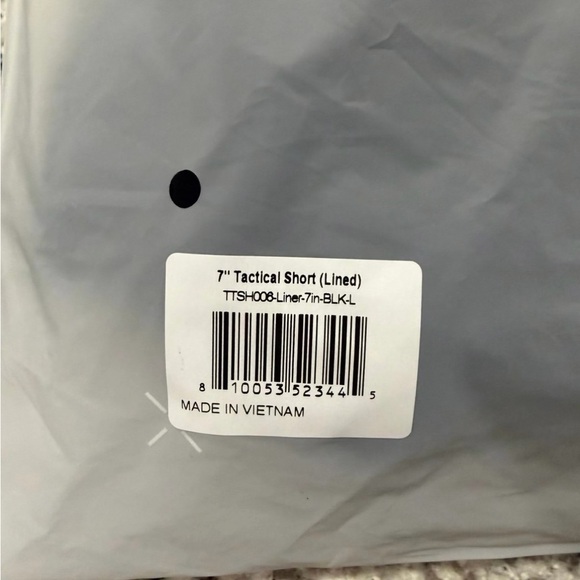 7" Tactical Short (Lined)
TTSH006-Liner-7in-BLK-L
8 10053 52344 5
MADE IN VIETNAM